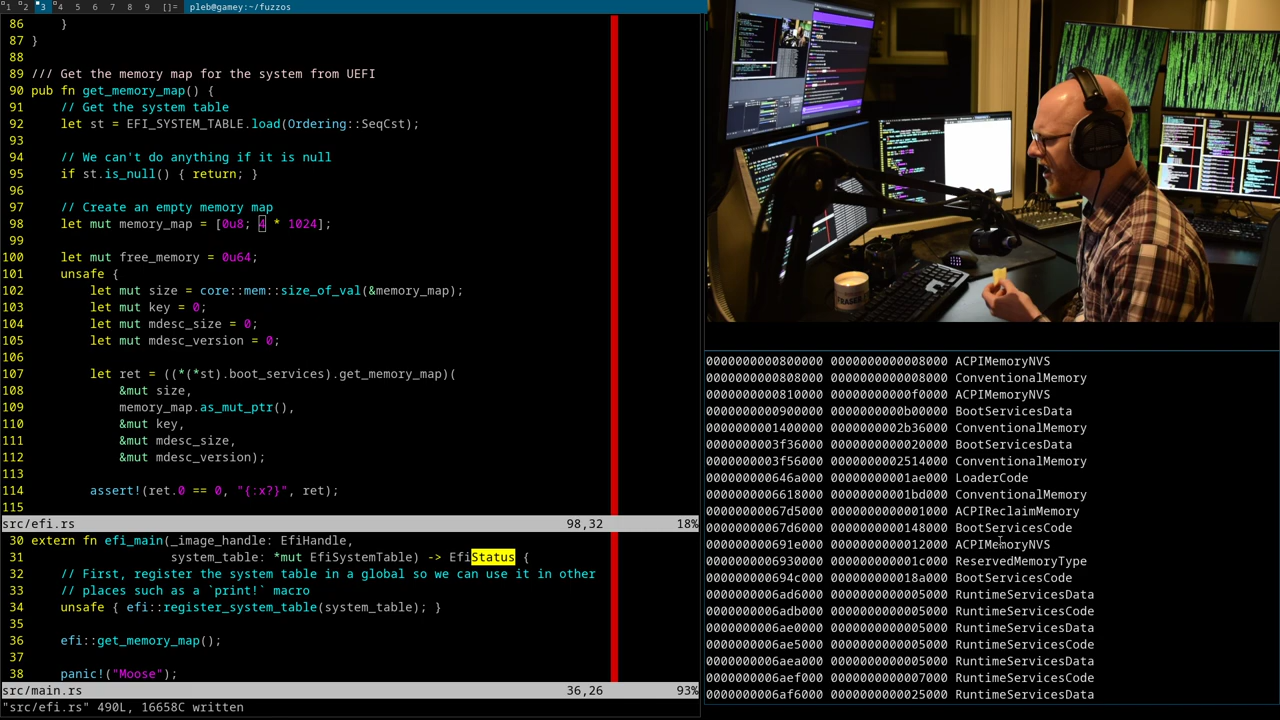 1 2 3 4 5 6 7 8 9 []= pleb@gamey:~/fuzzos
86 }
87 }
88
89 /// Get the memory map for the system from UEFI
90 pub fn get_memory_map() {
91 // Get the system table
92 let st = EFI_SYSTEM_TABLE.load(Ordering::SeqCst);
93
94 // We can't do anything if it is null
95 if st.is_null() { return; }
96
97 // Create an empty memory map
98 let mut memory_map = [0u8; 4 * 1024];
99
100 let mut free_memory = 0u64;
101 unsafe {
102 let mut size = core::mem::size_of_val(&memory_map);
103 let mut key = 0;
104 let mut mdesc_size = 0;
105 let mut mdesc_version = 0;
106
107 let ret = ((*(*st).boot_services).get_memory_map)(
108 &mut size,
109 memory_map.as_mut_ptr(),
110 &mut key,
111 &mut mdesc_size,
112 &mut mdesc_version);
113
114 assert!(ret.0 == 0, "{:x?}", ret);
115
src/efi.rs 98,32 18%
30 extern fn efi_main(_image_handle: EfiHandle,
31 system_table: *mut EfiSystemTable) -> EfiStatus {
32 // First, register the system table in a global so we can use it in other
33 // places such as a `print!` macro
34 unsafe { efi::register_system_table(system_table); }
35
36 efi::get_memory_map();
37
38 panic!("Moose");
src/main.rs 36,26 93%
"src/efi.rs" 490L, 16658C written
0000000000800000 0000000000008000 ACPIMemoryNVS
0000000000808000 0000000000008000 ConventionalMemory
0000000000810000 00000000000f0000 ACPIMemoryNVS
0000000000900000 0000000000b00000 BootServicesData
0000000001400000 0000000002b36000 ConventionalMemory
0000000003f36000 0000000000020000 BootServicesData
0000000003f56000 0000000002514000 ConventionalMemory
000000000646a000 00000000001ae000 LoaderCode
0000000006618000 00000000001bd000 ConventionalMemory
00000000067d5000 0000000000001000 ACPIReclaimMemory
00000000067d6000 0000000000148000 BootServicesCode
000000000691e000 0000000000012000 ACPIMemoryNVS
0000000006930000 000000000001c000 ReservedMemoryType
000000000694c000 000000000018a000 BootServicesCode
0000000006ad6000 0000000000005000 RuntimeServicesData
0000000006adb000 0000000000005000 RuntimeServicesCode
0000000006ae0000 0000000000005000 RuntimeServicesData
0000000006ae5000 0000000000005000 RuntimeServicesCode
0000000006aea000 0000000000005000 RuntimeServicesData
0000000006aef000 0000000000007000 RuntimeServicesCode
0000000006af6000 0000000000025000 RuntimeServicesData